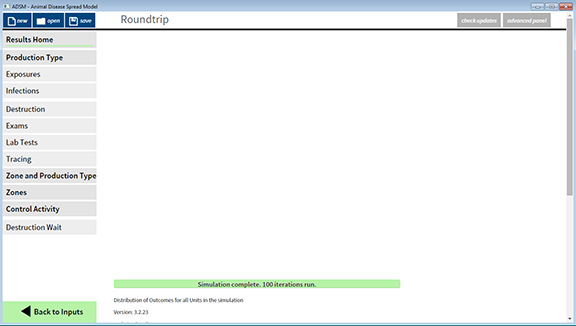 ADSM - Animal Disease Spread Model
new open save
Roundtrip
check updates advanced panel
Results Home
Production Type
Exposures
Infections
Destruction
Exams
Lab Tests
Tracing
Zone and Production Type
Zones
Control Activity
Destruction Wait
Simulation complete. 100 iterations run.
Distribution of Outcomes for all Units in the simulation
Version: 3.2.23
Back to Inputs